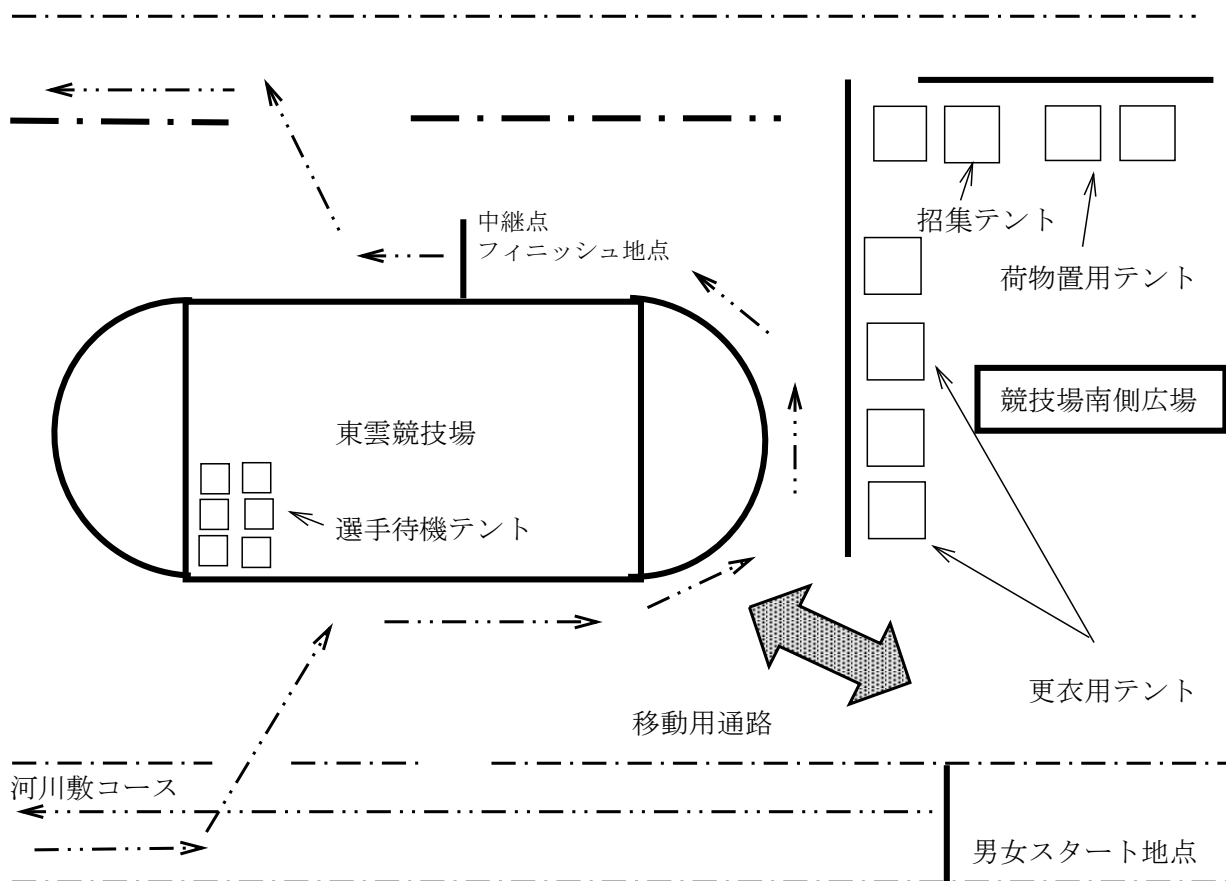 中継点
フィニッシュ地点
招集テント
荷物置用テント
競技場南側広場
東雲競技場
選手待機テント
更衣用テント
移動用通路
河川敷コース
男女スタート地点